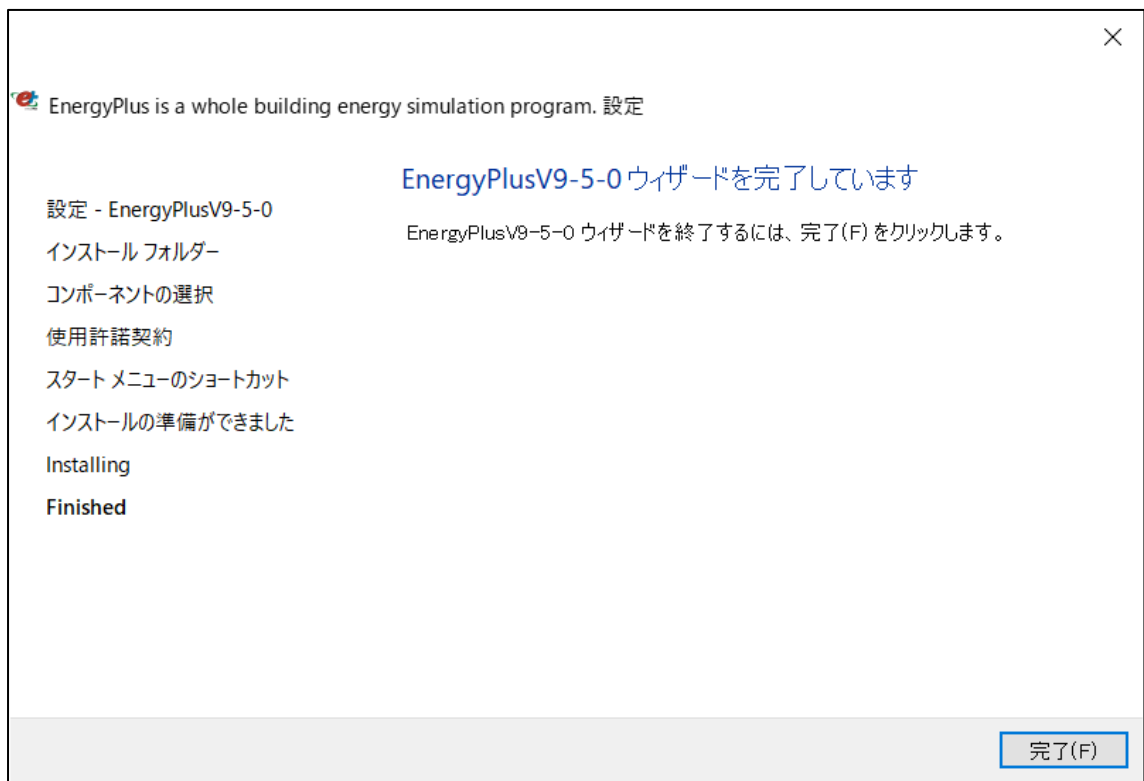 EnergyPlus is a whole building energy simulation program. 設定
設定 - EnergyPlusV9-5-0
インストール フォルダー
コンポーネントの選択
使用許諾契約
スタート メニューのショートカット
インストールの準備ができました
Installing
Finished
EnergyPlusV9-5-0 ウィザードを完了しています
EnergyPlusV9-5-0 ウィザードを終了するには、完了(F) をクリックします。
完了(F)